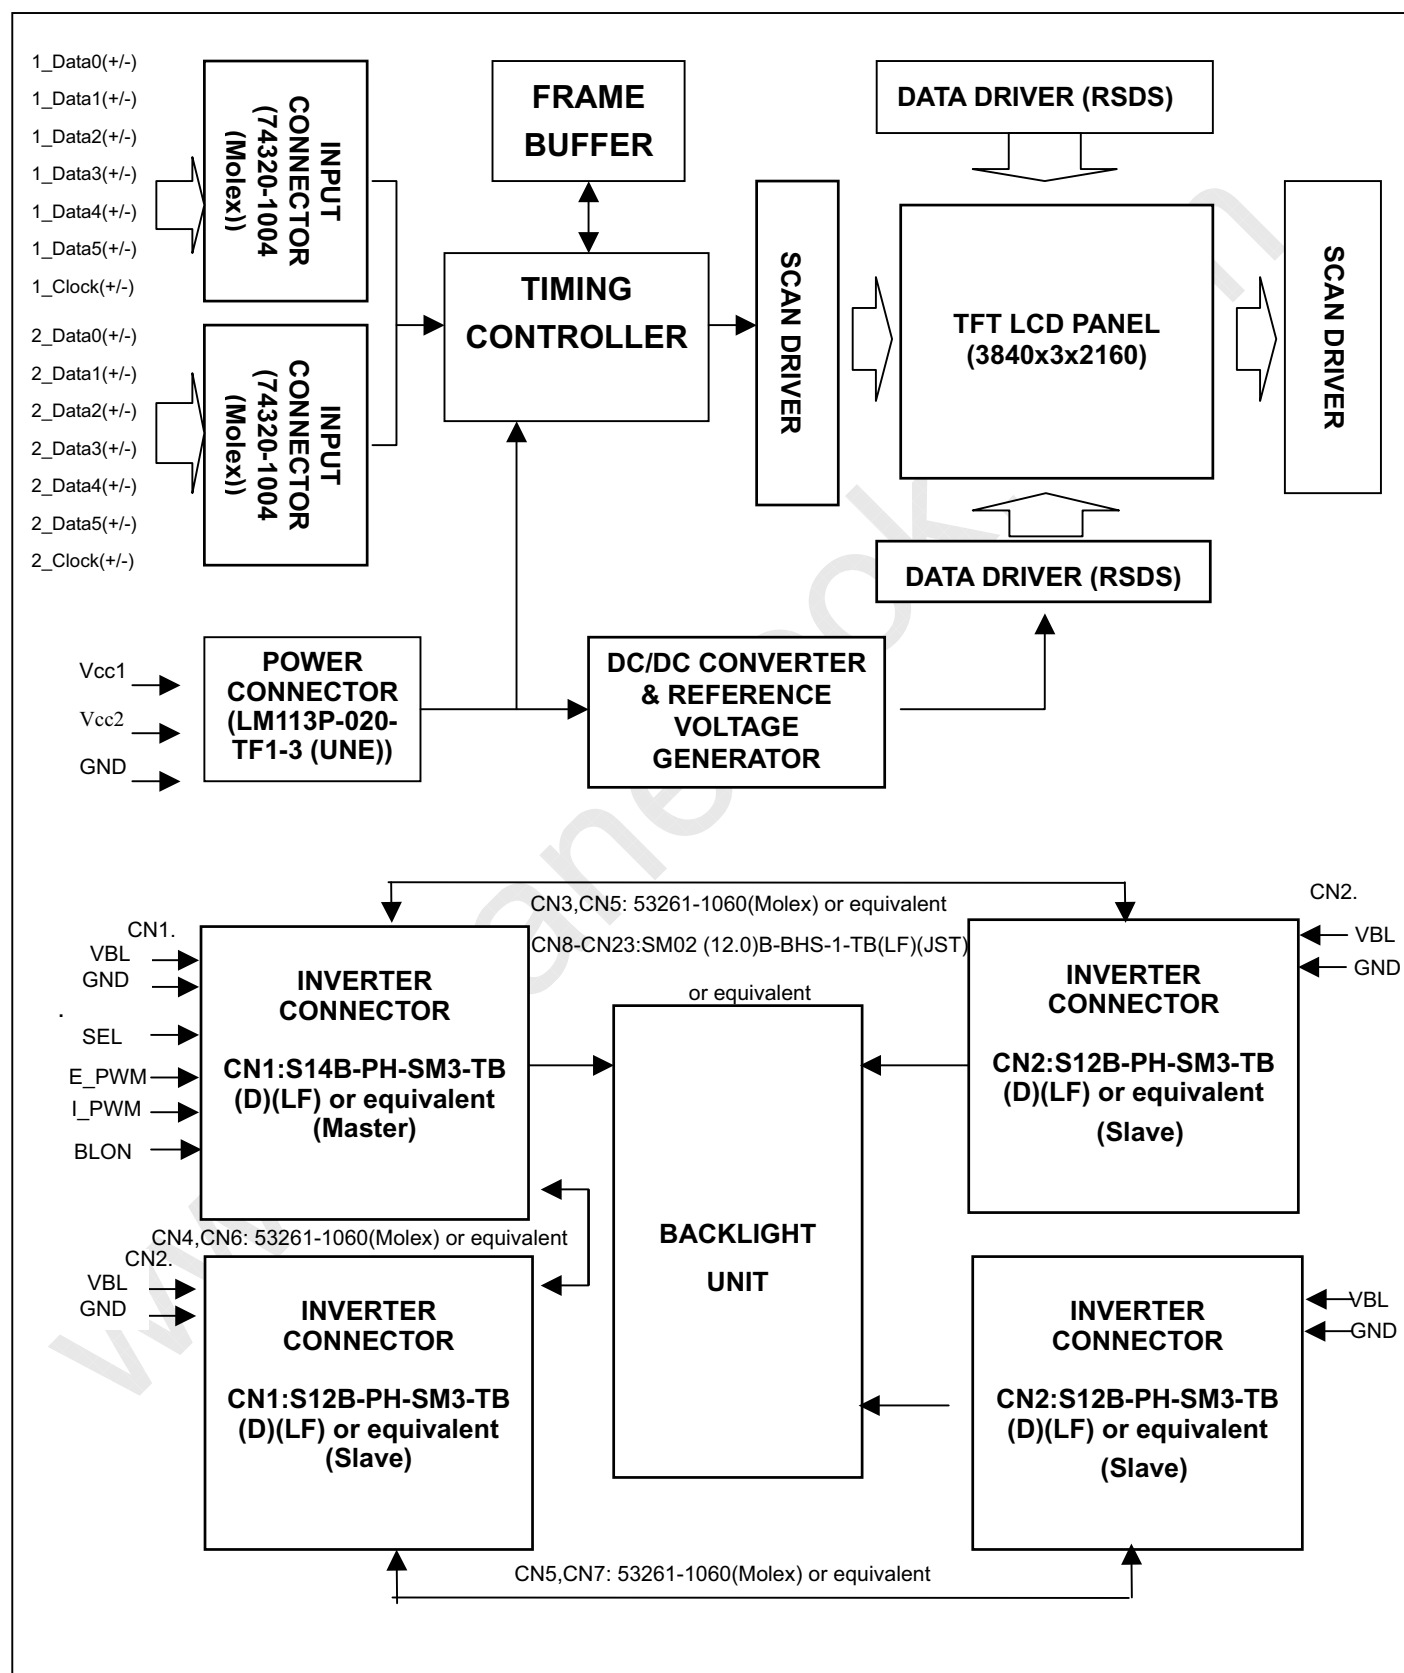 1_Data0(+/-)
1_Data1(+/-)
1_Data2(+/-)
1_Data3(+/-)
1_Data4(+/-)
1_Data5(+/-)
1_Clock(+/-)
2_Data0(+/-)
2_Data1(+/-)
2_Data2(+/-)
2_Data3(+/-)
2_Data4(+/-)
2_Data5(+/-)
2_Clock(+/-)
INPUT
CONNECTOR
(74320-1004
(Molex))
INPUT
CONNECTOR
(74320-1004
(Molex))
FRAME
BUFFER
TIMING
CONTROLLER
SCAN DRIVER
DATA DRIVER (RSDS)
TFT LCD PANEL
(3840x3x2160)
SCAN DRIVER
DATA DRIVER (RSDS)
Vcc1
Vcc2
GND
POWER
CONNECTOR
(LM113P-020-
TF1-3 (UNE))
DC/DC CONVERTER
& REFERENCE
VOLTAGE
GENERATOR
CN3,CN5: 53261-1060(Molex) or equivalent
CN8-CN23:SM02 (12.0)B-BHS-1-TB(LF)(JST)
or equivalent
CN1.
VBL
GND
.
SEL
E_PWM
I_PWM
BLON
INVERTER
CONNECTOR
CN1:S14B-PH-SM3-TB
(D)(LF) or equivalent
(Master)
CN2.
VBL
GND
INVERTER
CONNECTOR
CN2:S12B-PH-SM3-TB
(D)(LF) or equivalent
(Slave)
BACKLIGHT
UNIT
CN4,CN6: 53261-1060(Molex) or equivalent
CN2.
VBL
GND
INVERTER
CONNECTOR
CN1:S12B-PH-SM3-TB
(D)(LF) or equivalent
(Slave)
VBL
GND
INVERTER
CONNECTOR
CN2:S12B-PH-SM3-TB
(D)(LF) or equivalent
(Slave)
CN5,CN7: 53261-1060(Molex) or equivalent